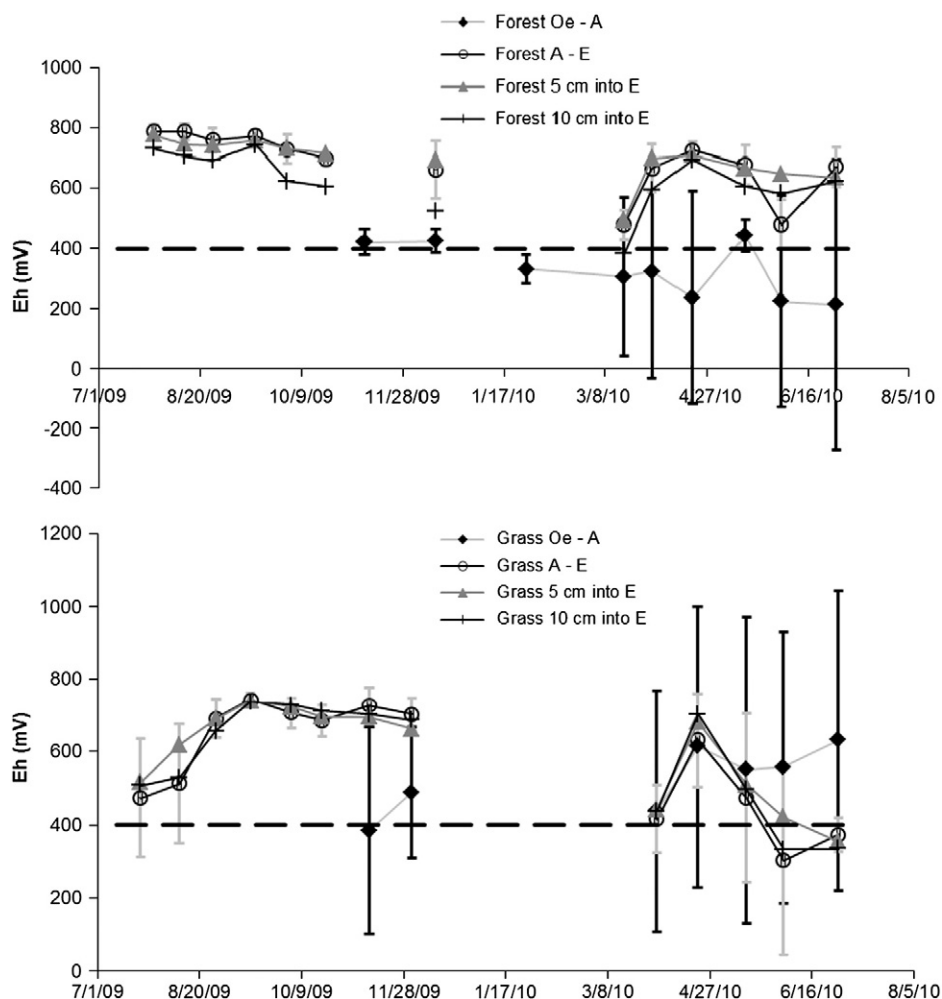 Forest Oe - A
Forest A - E
Forest 5 cm into E
Forest 10 cm into E
1000
800
600
400
200
0
-200
-400
Eh (mV)
7/1/09 8/20/09 10/9/09 11/28/09 1/17/10 3/8/10 4/27/10 6/16/10 8/5/10
Grass Oe - A
Grass A - E
Grass 5 cm into E
Grass 10 cm into E
1200
1000
800
600
400
200
0
Eh (mV)
7/1/09 8/20/09 10/9/09 11/28/09 1/17/10 3/8/10 4/27/10 6/16/10 8/5/10